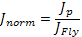 J_norm = J_p / J_Fly